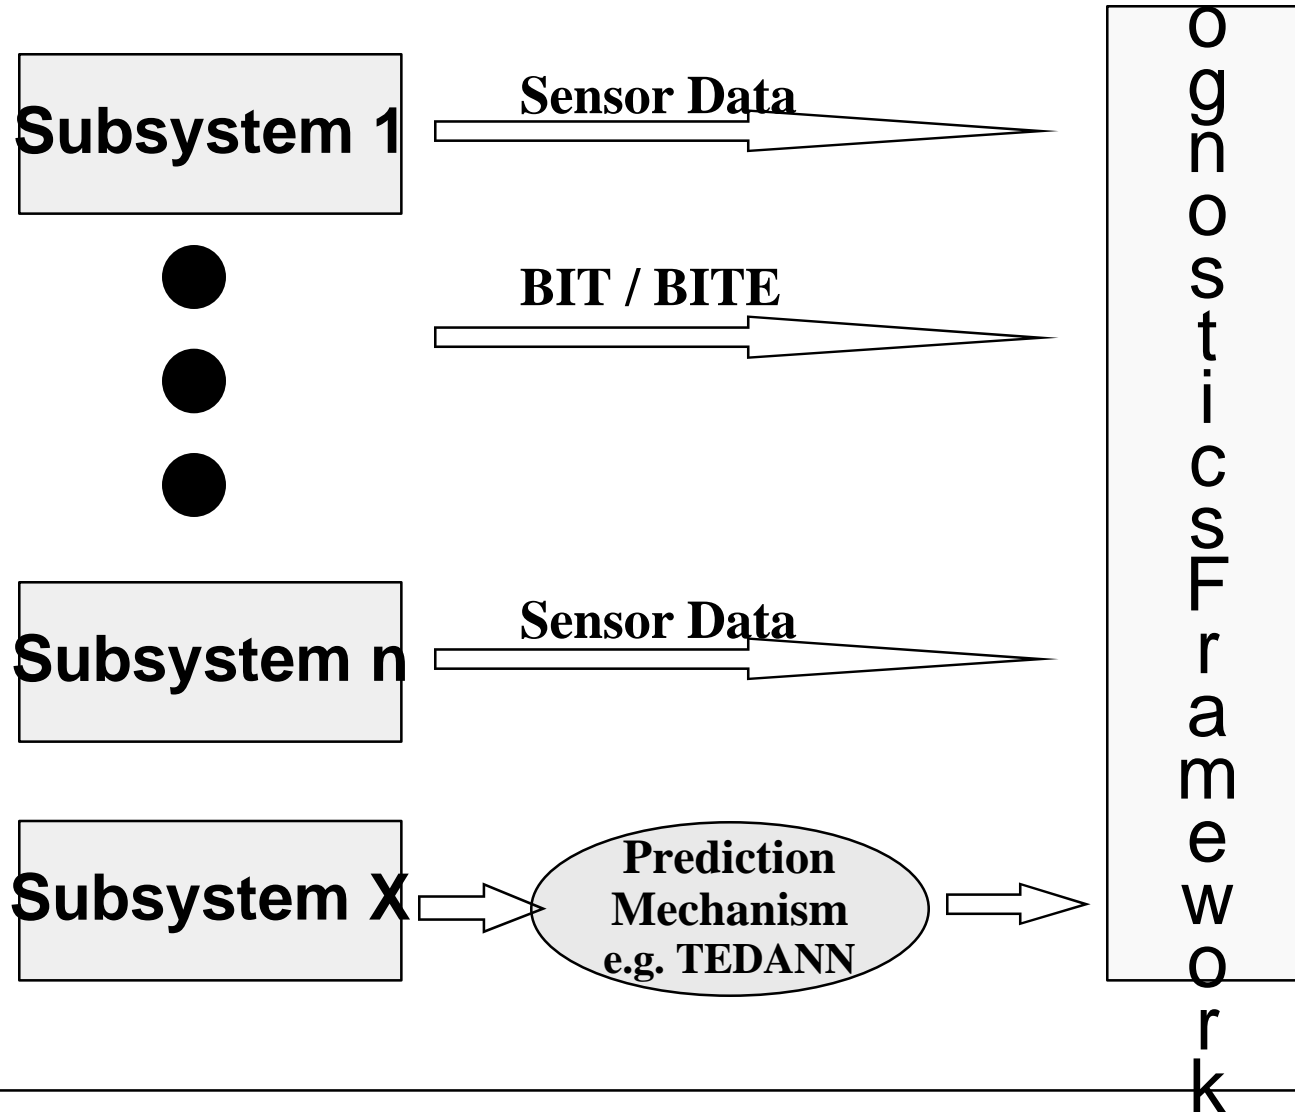 Subsystem 1
Sensor Data
BIT / BITE
Subsystem n
Sensor Data
Subsystem X
Prediction
Mechanism
e.g. TEDANN
o
g
n
o
s
t
i
c
s
F
r
a
m
e
w
o
r
k